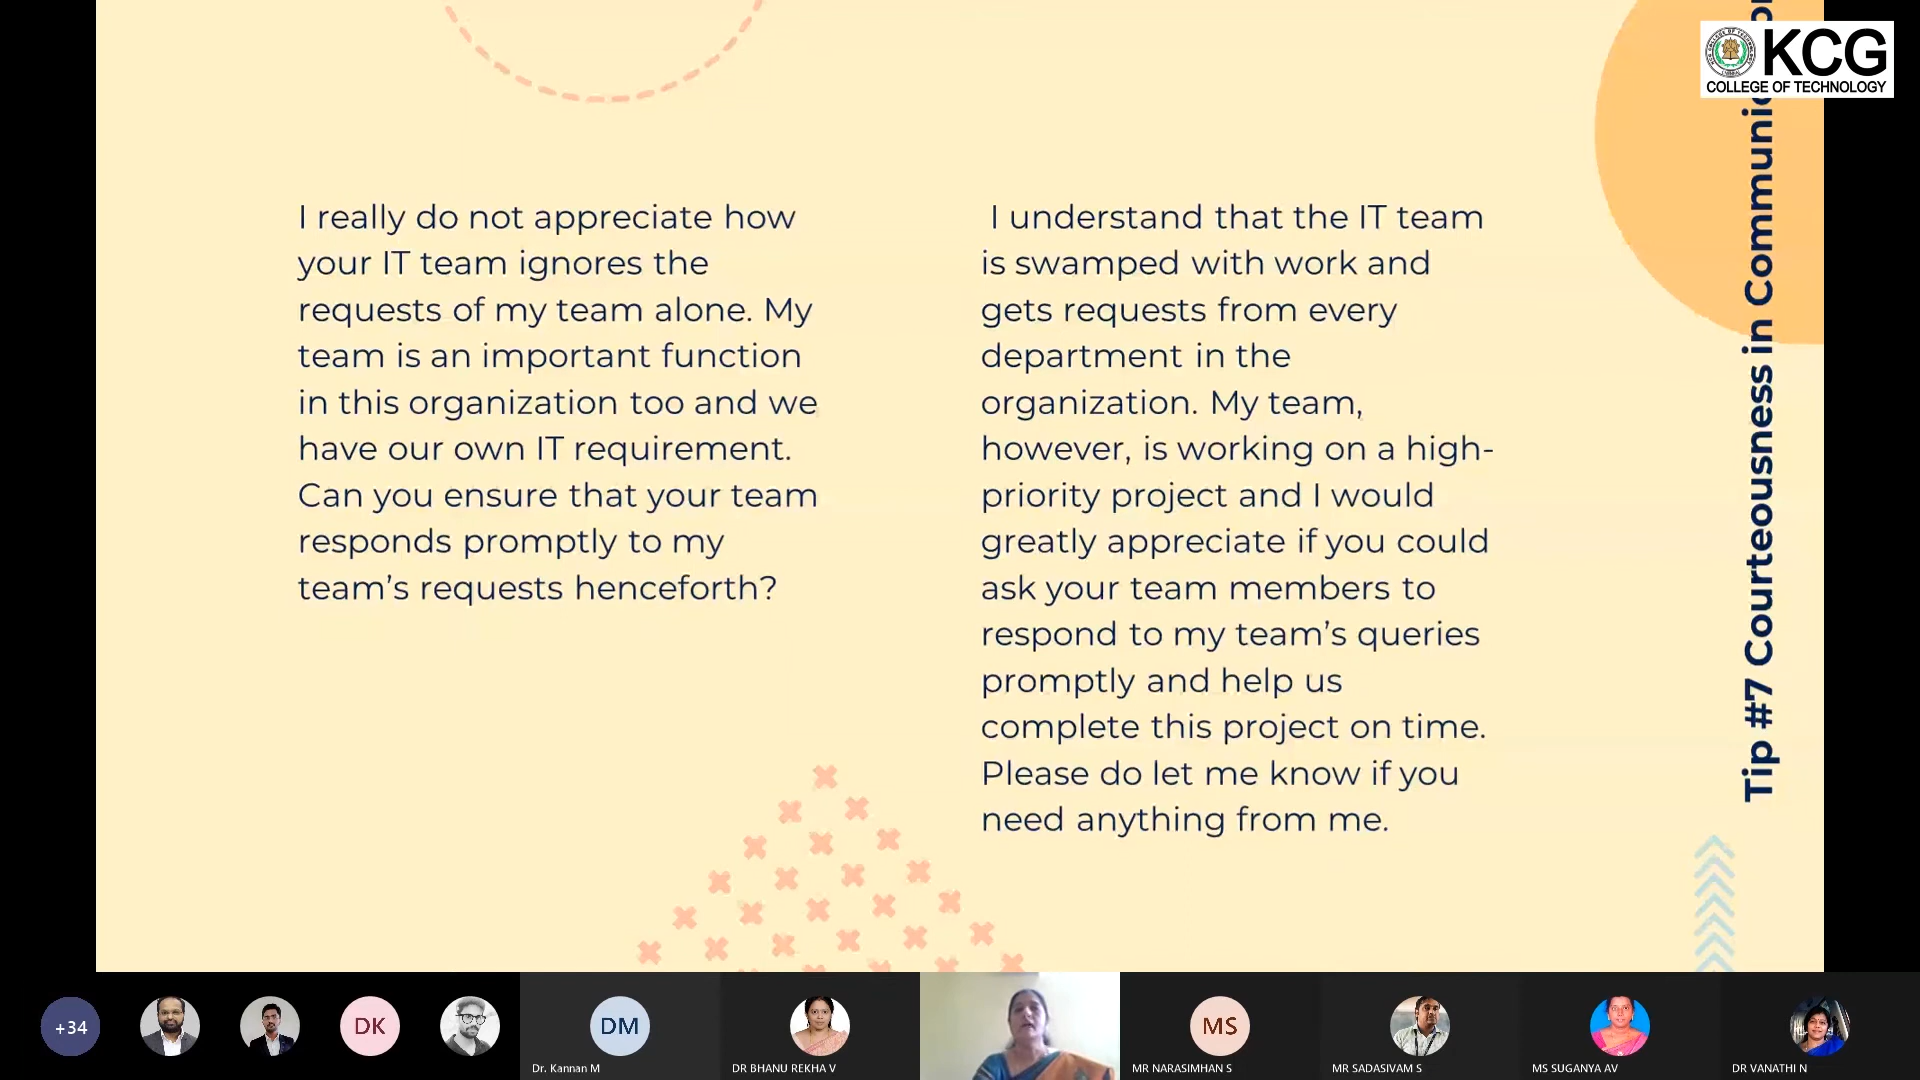 KCG
COLLEGE OF TECHNOLOGY
I really do not appreciate how
your IT team ignores the
requests of my team alone. My
team is an important function
in this organization too and we
have our own IT requirement.
Can you ensure that your team
responds promptly to my
team’s requests henceforth?
I understand that the IT team
is swamped with work and
gets requests from every
department in the
organization. My team,
however, is working on a high-
priority project and I would
greatly appreciate if you could
ask your team members to
respond to my team’s queries
promptly and help us
complete this project on time.
Please do let me know if you
need anything from me.
Tip #7 Courteousness in
+34
DK
DM
Dr. Kannan M
DR BHANU REKHA V
MS
MR NARASIMHAN S
MR SADASIVAM S
MS SUGANYA AV
DR VANATHI N